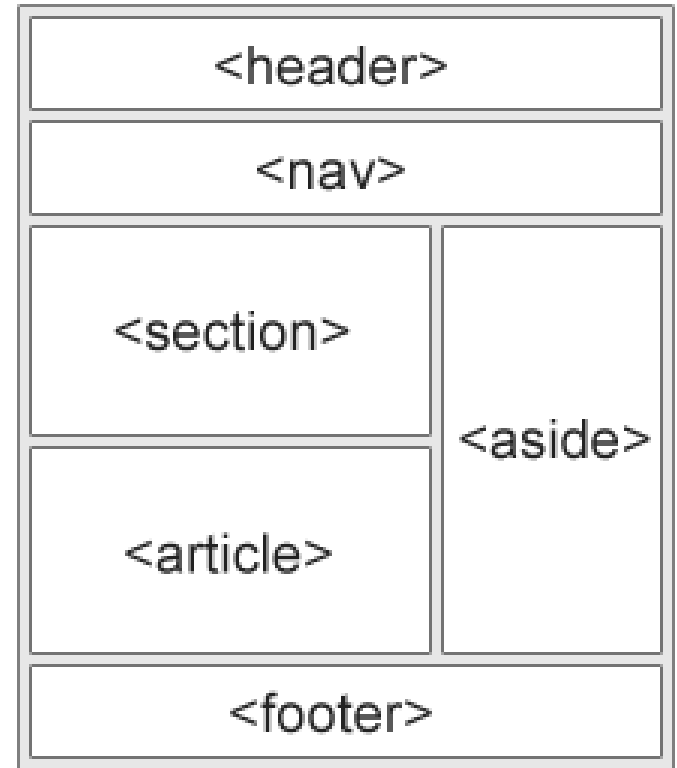 <header>
<nav>
<section>
<aside>
<article>
<footer>